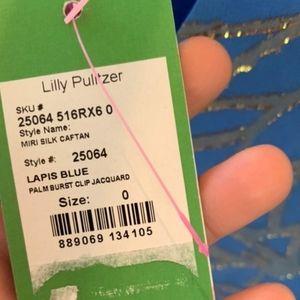 Lilly Pulitzer
SKU #
25064 516RX6 0
Style Name:
MIRI SILK CAFTAN
Style #: 25064
LAPIS BLUE
PALM BURST CLIP JACQUARD
Size: 0
889069 134105